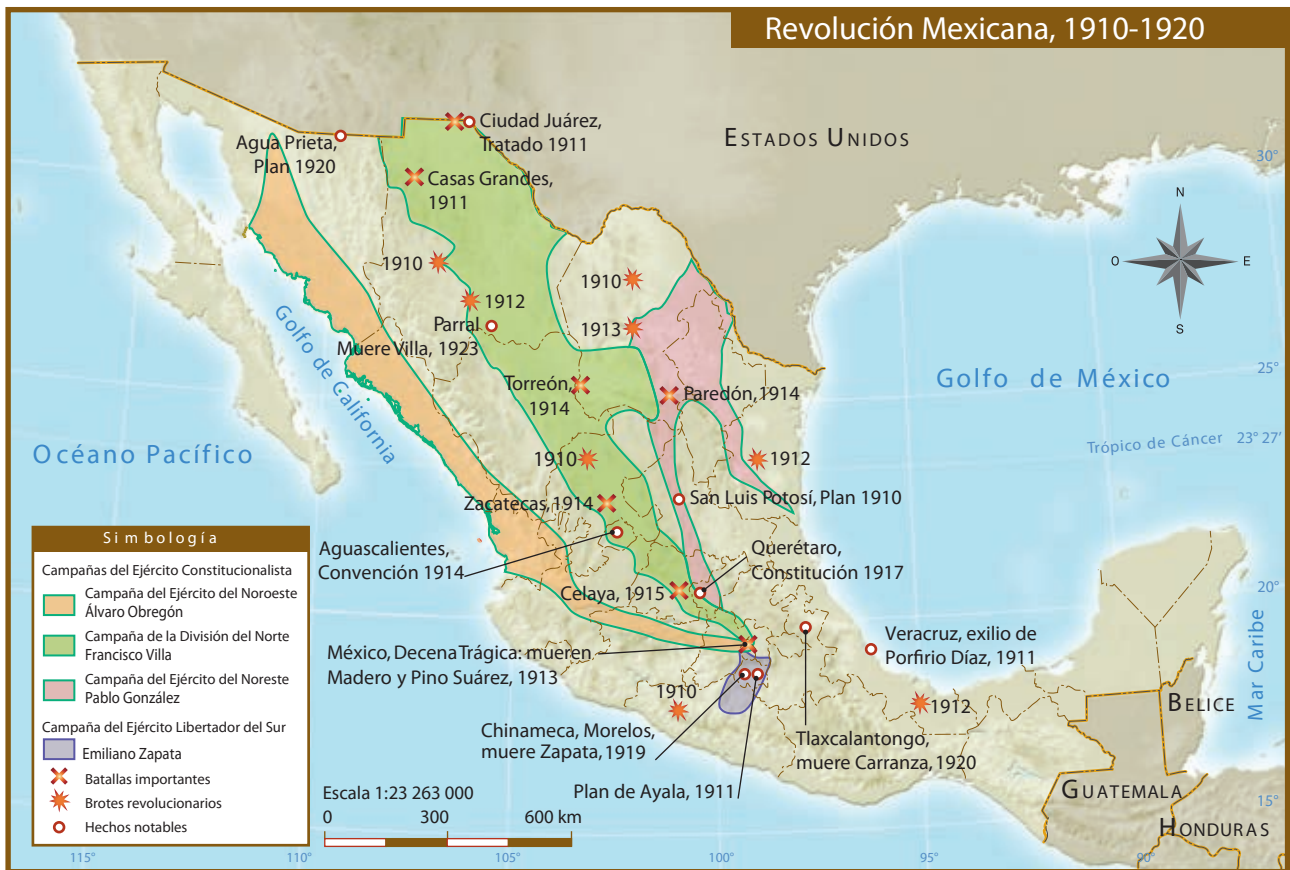 Revolución Mexicana, 1910-1920
ESTADOS UNIDOS
Ciudad Juárez,
Tratado 1911
Agua Prieta,
Plan 1920
30°
Casas Grandes,
1911
N
O
E
S
1910
1910
1912
1913
Parral
Muere Villa, 1923
Golfo de California
Torreón,
1914
Paredón, 1914
25°
Golfo de México
Océano Pacífico
Trópico de Cáncer 23° 27'
1910
1912
Zacatecas, 1914
San Luis Potosí, Plan 1910
Aguascalientes,
Convención 1914
Querétaro,
Constitución 1917
Celaya, 1915
20°
México, Decena Trágica: mueren
Madero y Pino Suárez, 1913
Veracruz, exilio de
Porfirio Díaz, 1911
Mar Caribe
BELICE
1910
1912
Chinameca, Morelos,
muere Zapata, 1919
Tlaxcalantongo,
muere Carranza, 1920
Plan de Ayala, 1911
GUATEMALA
15°
HONDURAS
Simbología
Campañas del Ejército Constitucionalista
Campaña del Ejército del Noroeste
Álvaro Obregón
Campaña de la División del Norte
Francisco Villa
Campaña del Ejército del Noreste
Pablo González
Campaña del Ejército Libertador del Sur
Emiliano Zapata
Batallas importantes
Brotes revolucionarios
Hechos notables
Escala 1:23 263 000
0 300 600 km
115° 110° 105° 100° 95° 90°